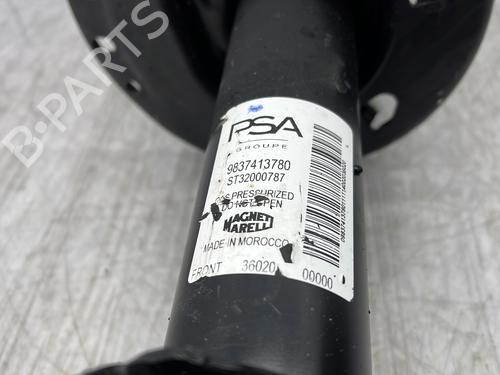 B-PARTS
PSA
GROUPE
9837413780
ST32000787
GAS PRESSURIZED
DO NOT OPEN
MAGNETI
MARELLI
MADE IN MOROCCO
FRONT 36020 00000